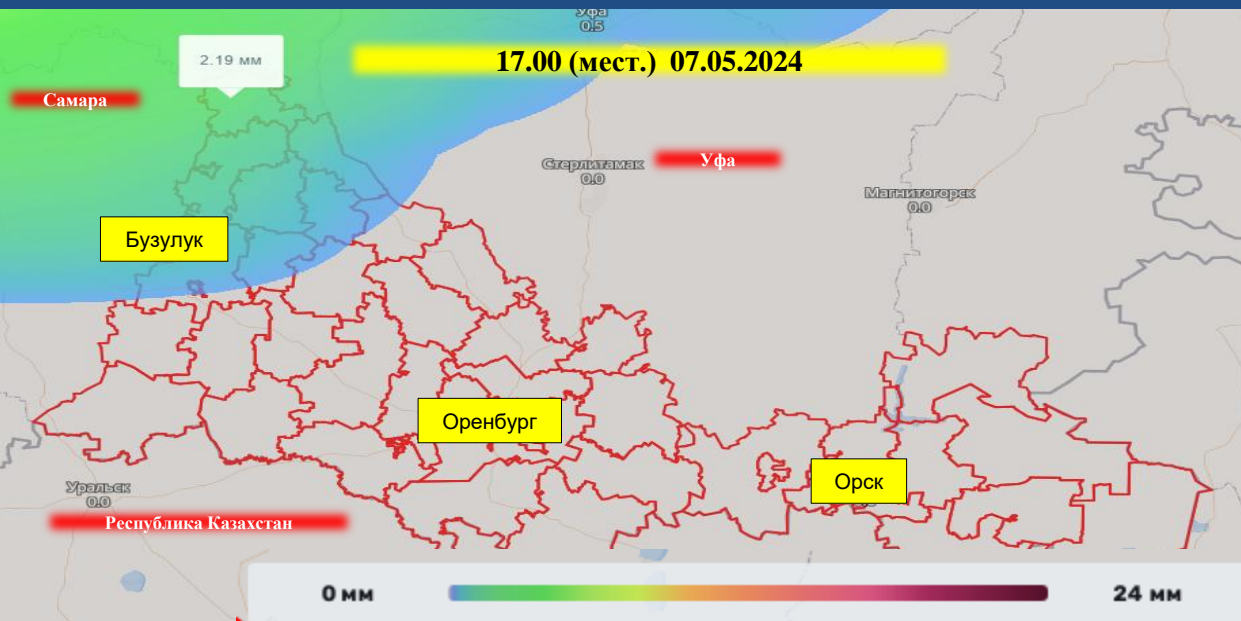 Уфа
0.5
2.19 мм
17.00 (мест.) 07.05.2024
Самара
Стерлитамак
0.0
Уфа
Магнитогорск
0.0
Бузулук
Оренбург
Орск
Уральск
0.0
Республика Казахстан
0 мм
24 мм